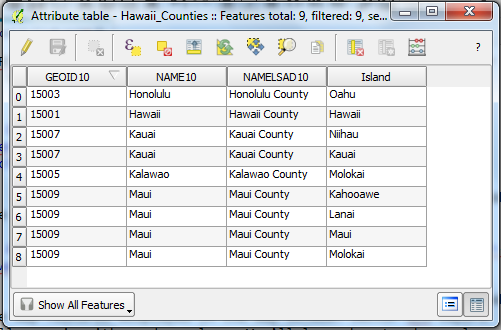 Attribute table - Hawaii_Counties :: Features total: 9, filtered: 9, se...
?
GEOID10 NAME10 NAMELSAD10 Island
0 15003 Honolulu Honolulu County Oahu
1 15001 Hawaii Hawaii County Hawaii
2 15007 Kauai Kauai County Niihau
3 15007 Kauai Kauai County Kauai
4 15005 Kalawao Kalawao County Molokai
5 15009 Maui Maui County Kahooawe
6 15009 Maui Maui County Lanai
7 15009 Maui Maui County Maui
8 15009 Maui Maui County Molokai
Show All Features